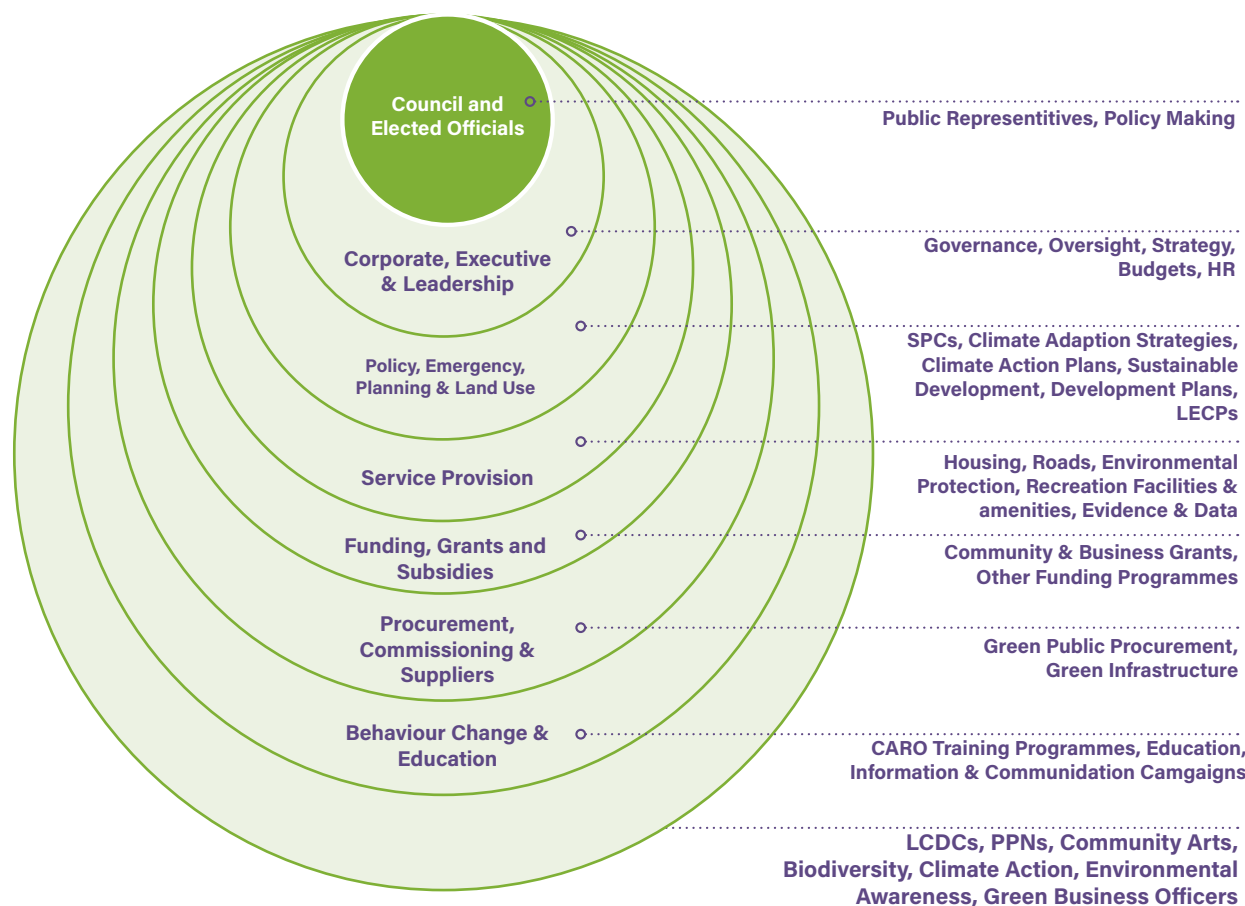 Council and
Elected Officials
Public Representitives, Policy Making
Corporate, Executive
& Leadership
Governance, Oversight, Strategy,
Budgets, HR
Policy, Emergency,
Planning & Land Use
SPCs, Climate Adaption Strategies,
Climate Action Plans, Sustainable
Development, Development Plans,
LECPs
Service Provision
Housing, Roads, Environmental
Protection, Recreation Facilities &
amenities, Evidence & Data
Funding, Grants and
Subsidies
Community & Business Grants,
Other Funding Programmes
Procurement,
Commissioning &
Suppliers
Green Public Procurement,
Green Infrastructure
Behaviour Change &
Education
CARO Training Programmes, Education,
Information & Communidation Camgaigns
LCDCs, PPNs, Community Arts,
Biodiversity, Climate Action, Environmental
Awareness, Green Business Officers